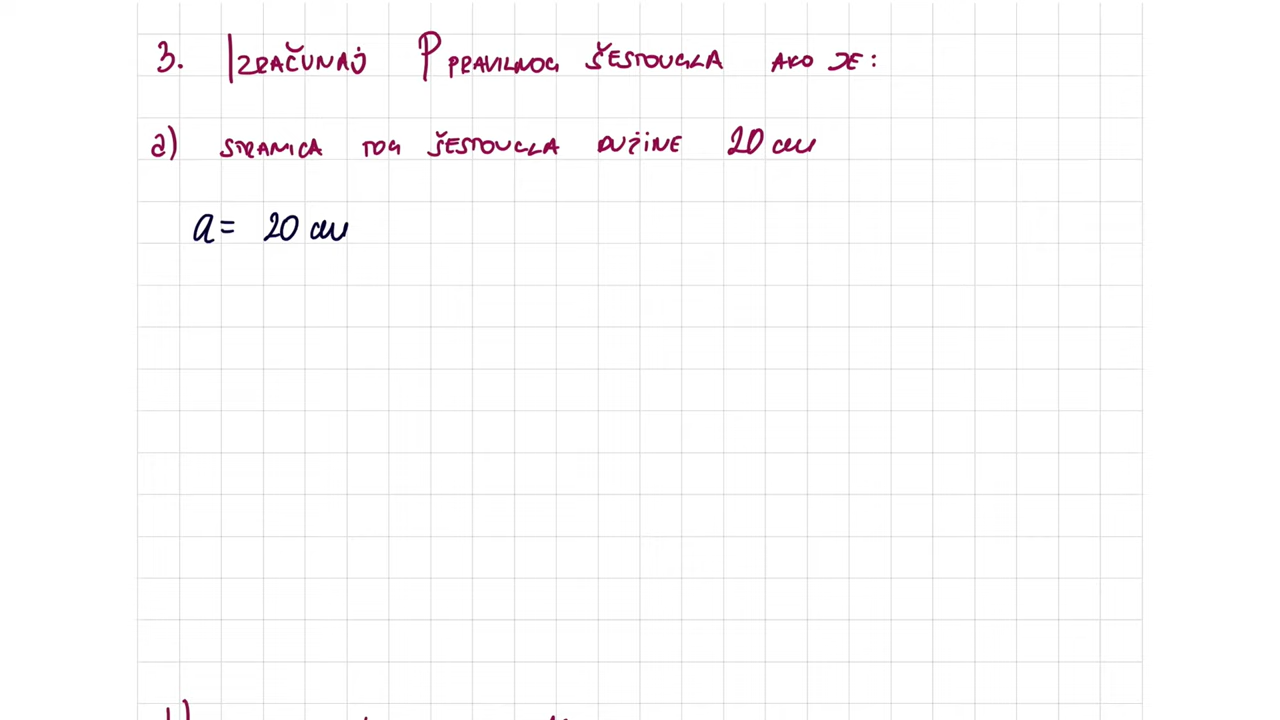 3. IZRAČUNAJ P PRAVILNOG ŠESTOUGLA AKO JE:
a) STRANICA TOG ŠESTOUGLA DUŽINE 20 cm
a = 20 cm